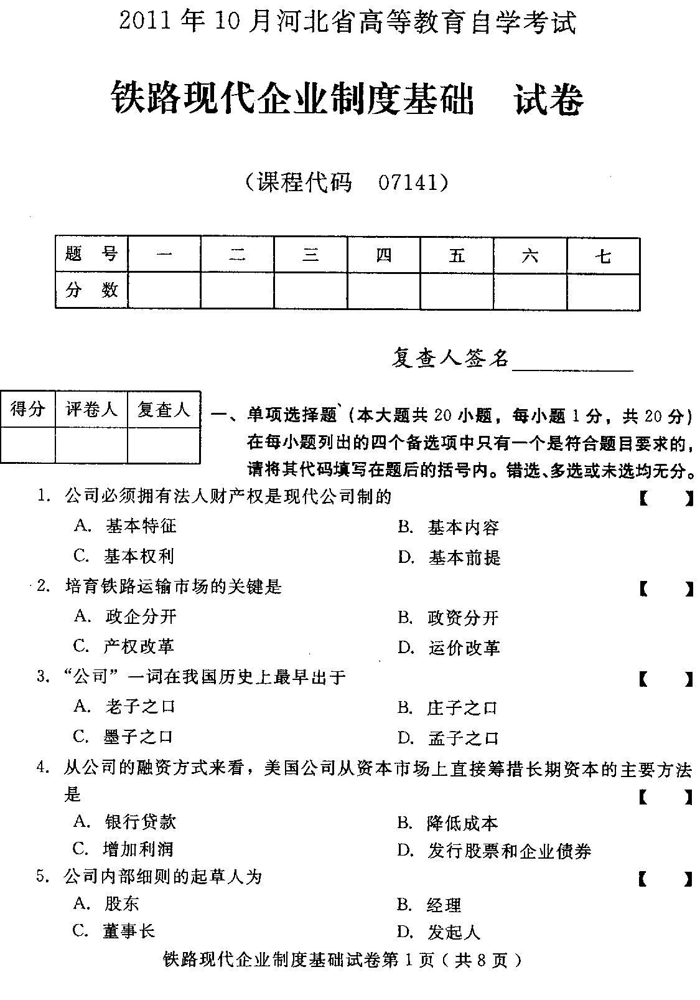 2011 年 10 月河北省高等教育自学考试
铁路现代企业制度基础 试卷
(课程代码 07141)
题 号 一 二 三 四 五 六 七
分 数
复查人签名
得分 评卷人 复查人
一、单项选择题(本大题共 20 小题,每小题 1 分,共 20 分)
在每小题列出的四个备选项中只有一个是符合题目要求的,
请将其代码填写在题后的括号内。错选、多选或未选均无分。
1. 公司必须拥有法人财产权是现代公司制的 【 】
A. 基本特征 B. 基本内容
C. 基本权利 D. 基本前提
2. 培育铁路运输市场的关键是 【 】
A. 政企分开 B. 政资分开
C. 产权改革 D. 运价改革
3. “公司”一词在我国历史上最早出于 【 】
A. 老子之口 B. 庄子之口
C. 墨子之口 D. 孟子之口
4. 从公司的融资方式来看,美国公司从资本市场上直接筹措长期资本的主要方法
是 【 】
A. 银行贷款 B. 降低成本
C. 增加利润 D. 发行股票和企业债券
5. 公司内部细则的起草人为 【 】
A. 股东 B. 经理
C. 董事长 D. 发起人
铁路现代企业制度基础试卷第 1 页 ( 共 8 页 )